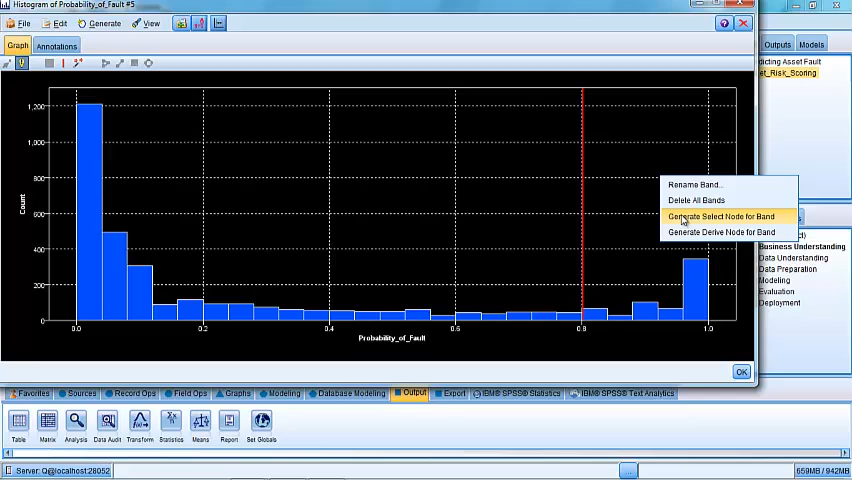 Histogram of Probability_of_Fault #5
File Edit Generate View
Graph Annotations
Outputs Models
dicting Asset Fault
et_Risk_Scoring
1,200
1,000
800
600
400
200
0
Count
0.0 0.2 0.4 0.6 0.8 1.0
Probability_of_Fault
Rename Band...
Delete All Bands
Generate Select Node for Band
Generate Derive Node for Band
Business Understanding
Data Understanding
Data Preparation
Modeling
Evaluation
Deployment
OK
Favorites Sources Record Ops Field Ops Graphs Modeling Database Modeling Output Export IBM® SPSS® Statistics IBM® SPSS® Text Analytics
Table Matrix Analysis Data Audit Transform Statistics Means Report Set Globals
Server: Q@localhost:28052
...
659MB / 942MB